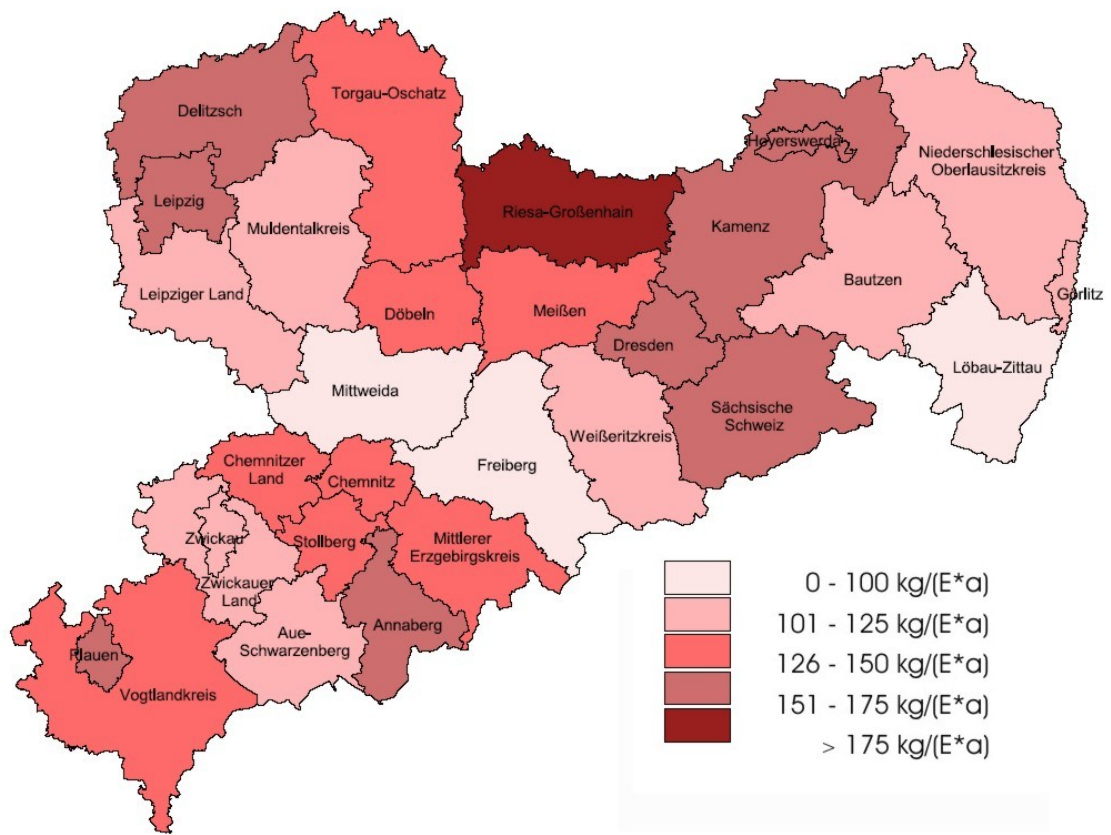 Torgau-Oschatz
Delitzsch
Hoyerswerda
Niederschlesischer
Oberlausitzkreis
Leipzig
Riesa-Großenhain
Muldentalkreis
Kamenz
Bautzen
Leipziger Land
Görlitz
Döbeln
Meißen
Dresden
Löbau-Zittau
Mittweida
Sächsische
Schweiz
Weißeritzkreis
Freiberg
Chemnitzer
Land
Chemnitz
Zwickau
Stollberg
Mittlerer
Erzgebirgskreis
Zwickauer
Land
Annaberg
Aue-
Schwarzenberg
Plauen
Vogtlandkreis
0 - 100 kg/(E*a)
101 - 125 kg/(E*a)
126 - 150 kg/(E*a)
151 - 175 kg/(E*a)
> 175 kg/(E*a)